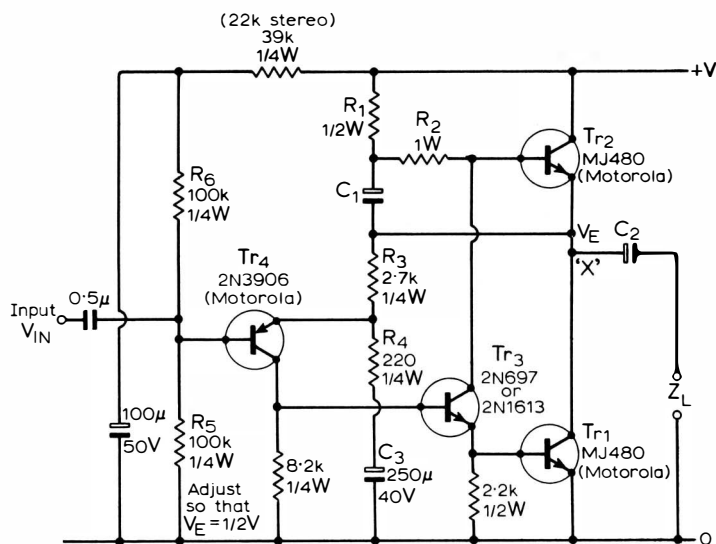 (22k stereo)
39k
1/4W
+V
R1
1/2W
R2
1W
Tr2
MJ480
(Motorola)
R6
100k
1/4W
C1
VE
C2
'X'
Tr4
2N3906
(Motorola)
R3
2.7k
1/4W
Input
VIN
0.5μ
R4
220
1/4W
Tr3
2N697
or
2N1613
ZL
100μ
50V
R5
100k
1/4W
Adjust
so that
VE=1/2V
8.2k
1/4W
C3
250μ
40V
2.2k
1/2W
Tr1
MJ480
(Motorola)
O